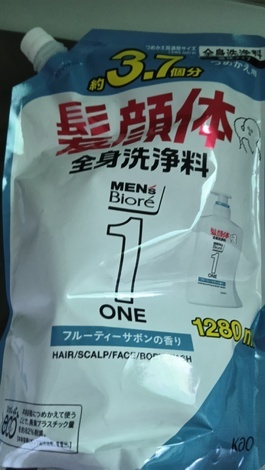 全身洗浄料
つめかえ用
約3.7個分
髪顔体
全身洗浄料
MEN's
Bioré
1
ONE
フルーティーサボンの香り
1280m
HAIR/SCALP/FACE/BODY WASH
eco
Kao